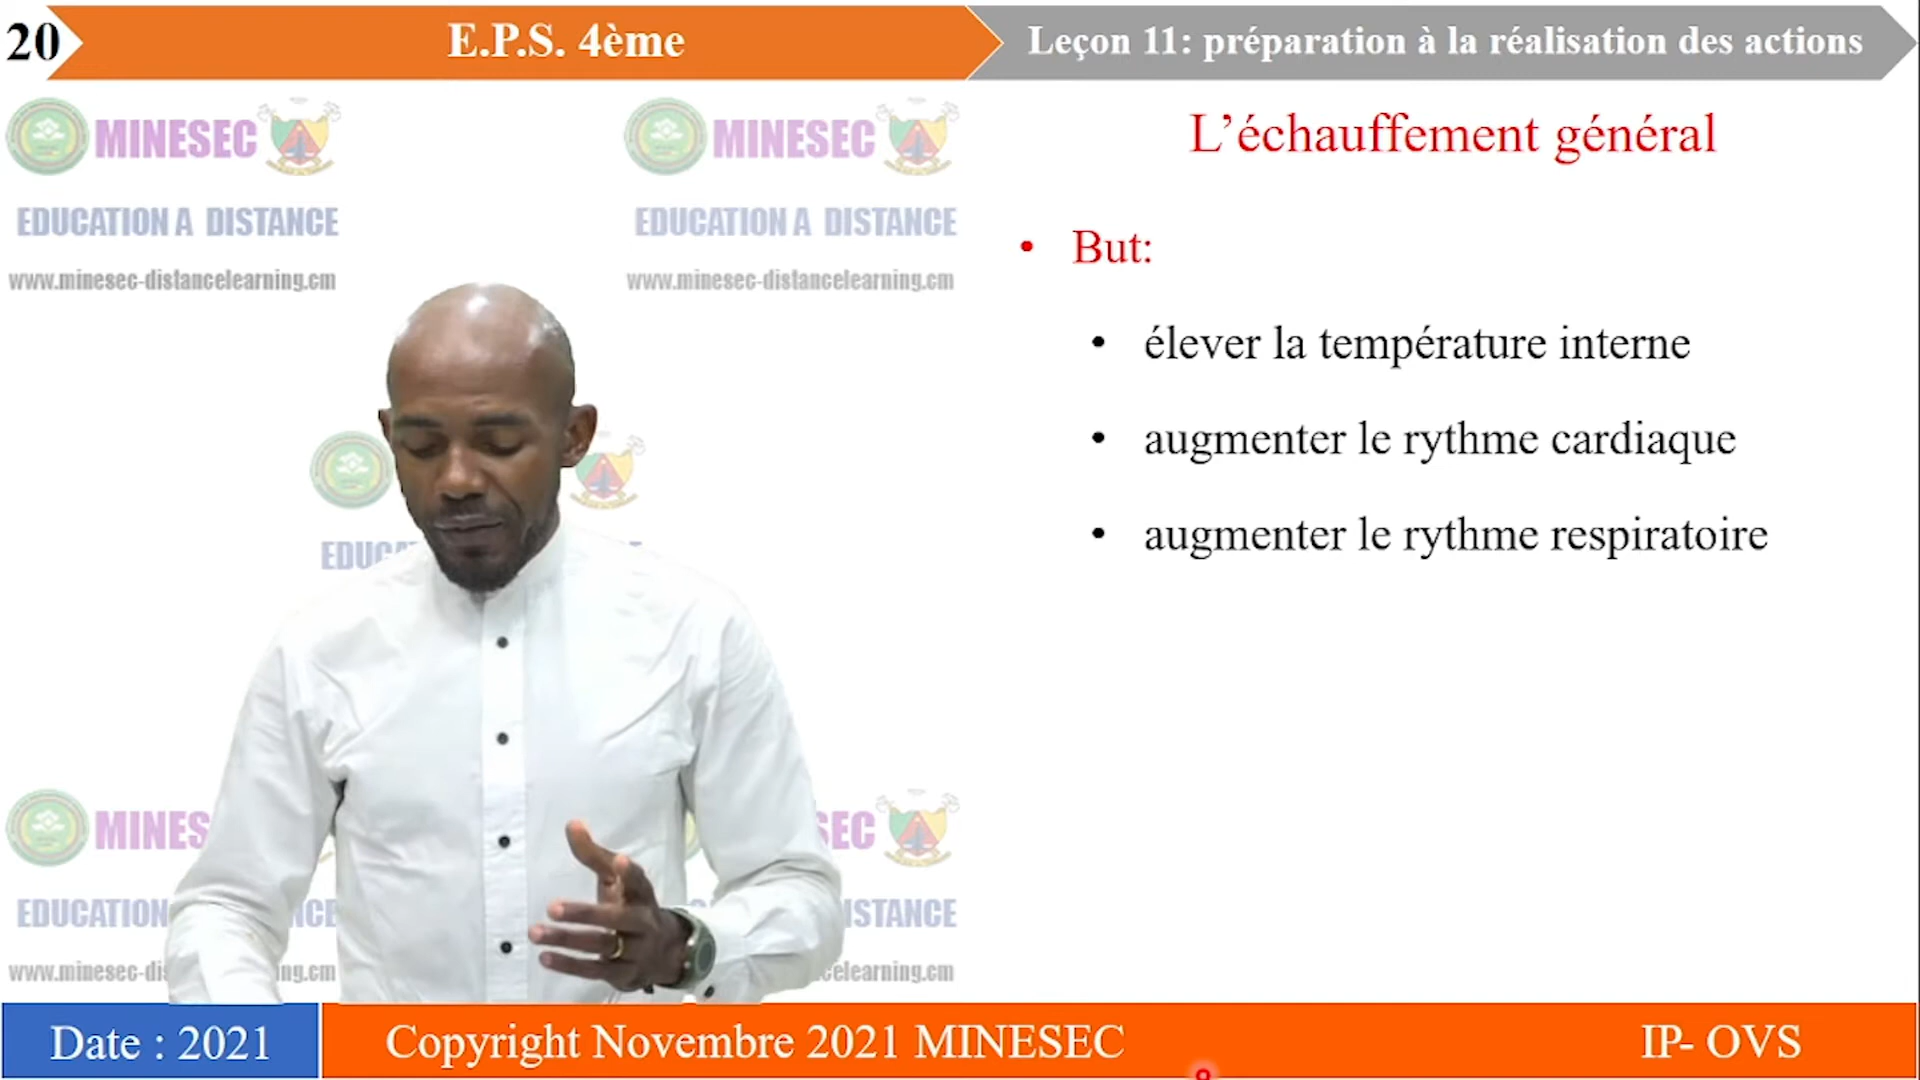 20
E.P.S. 4ème
Leçon 11: préparation à la réalisation des actions
MINESEC
EDUCATION A DISTANCE
www.minesec-distancelearning.cm
MINESEC
EDUCATION A DISTANCE
www.minesec-distancelearning.cm
L'échauffement général
• But:
• élever la température interne
• augmenter le rythme cardiaque
• augmenter le rythme respiratoire
Date : 2021
Copyright Novembre 2021 MINESEC
IP- OVS